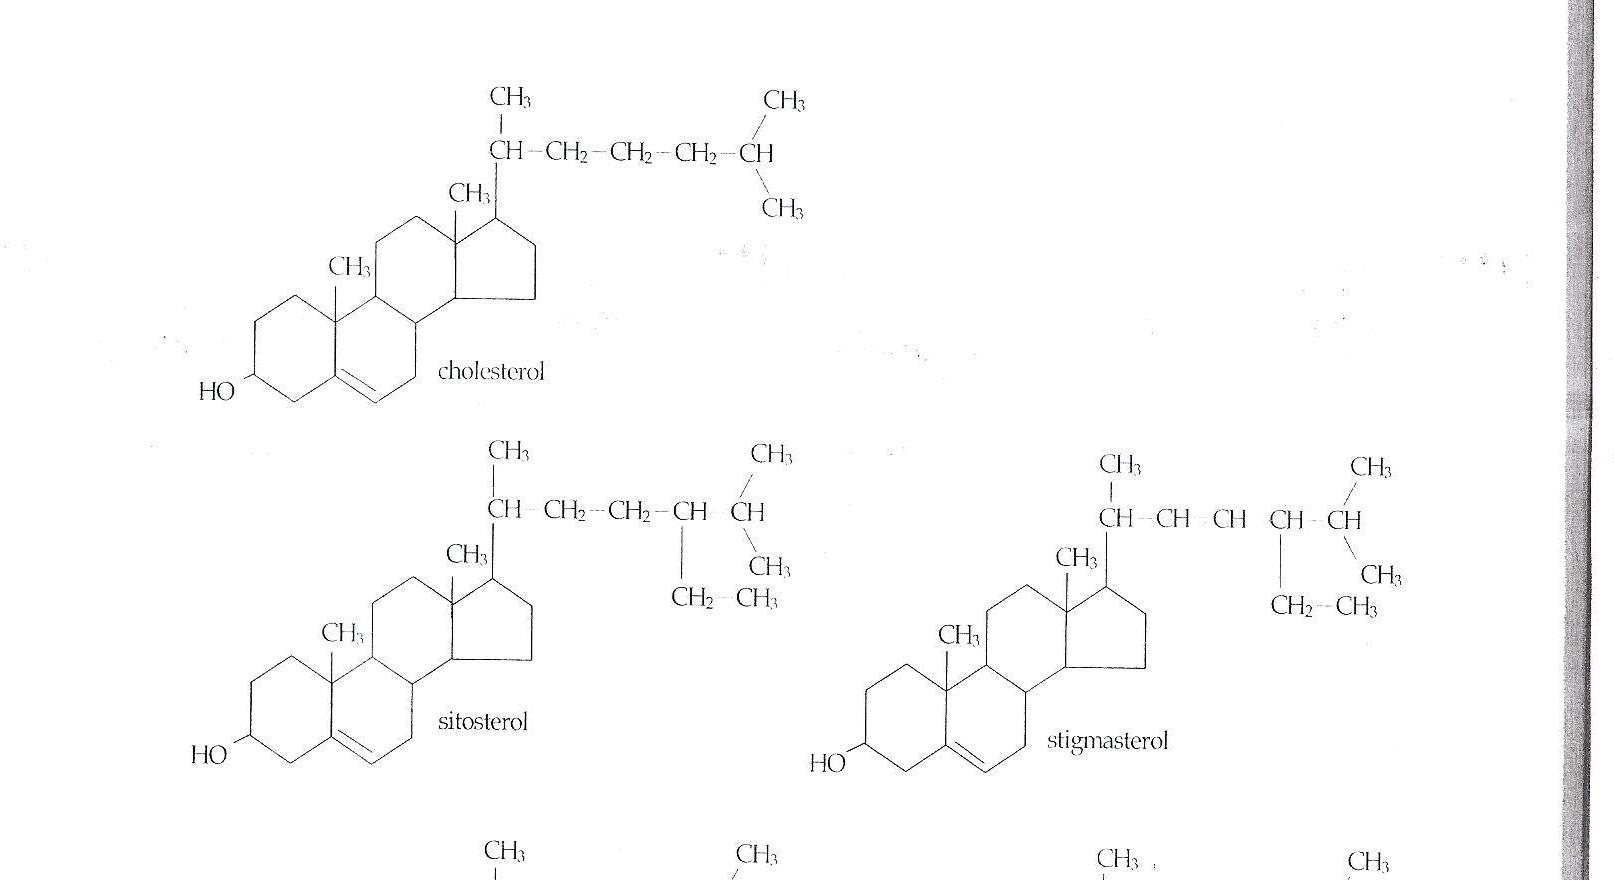 CH₃ CH₃
CH–CH₂–CH₂–CH₂–CH
CH₃ CH₃
CH₃
HO cholesterol
CH₃ CH₃
CH CH₂–CH₂–CH CH
CH₃ CH₃
CH₂ CH₃
CH₃
sitosterol
HO
CH₃ CH₃
CH–CH CH CH–CH
CH₃ CH₃
CH₂–CH₃
CH₃
stigmasterol
HO
CH₃ CH₃ CH₃ CH₃